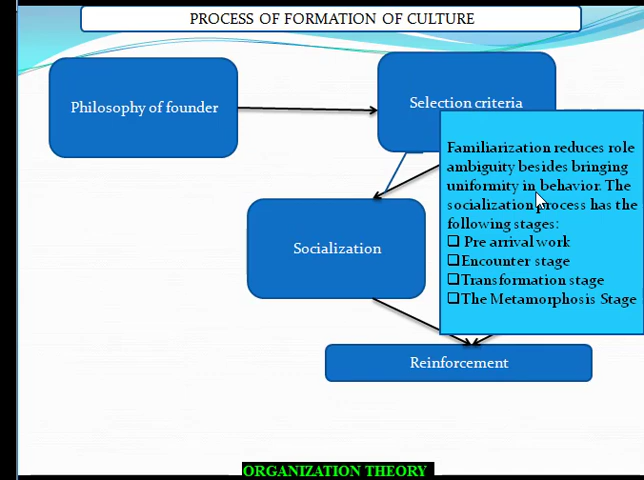 PROCESS OF FORMATION OF CULTURE
Philosophy of founder
Selection criteria
Familiarization reduces role
ambiguity besides bringing
uniformity in behavior. The
socialization process has the
following stages:
❑ Pre arrival work
❑Encounter stage
❑Transformation stage
❑The Metamorphosis Stage
Socialization
Reinforcement
ORGANIZATION THEORY